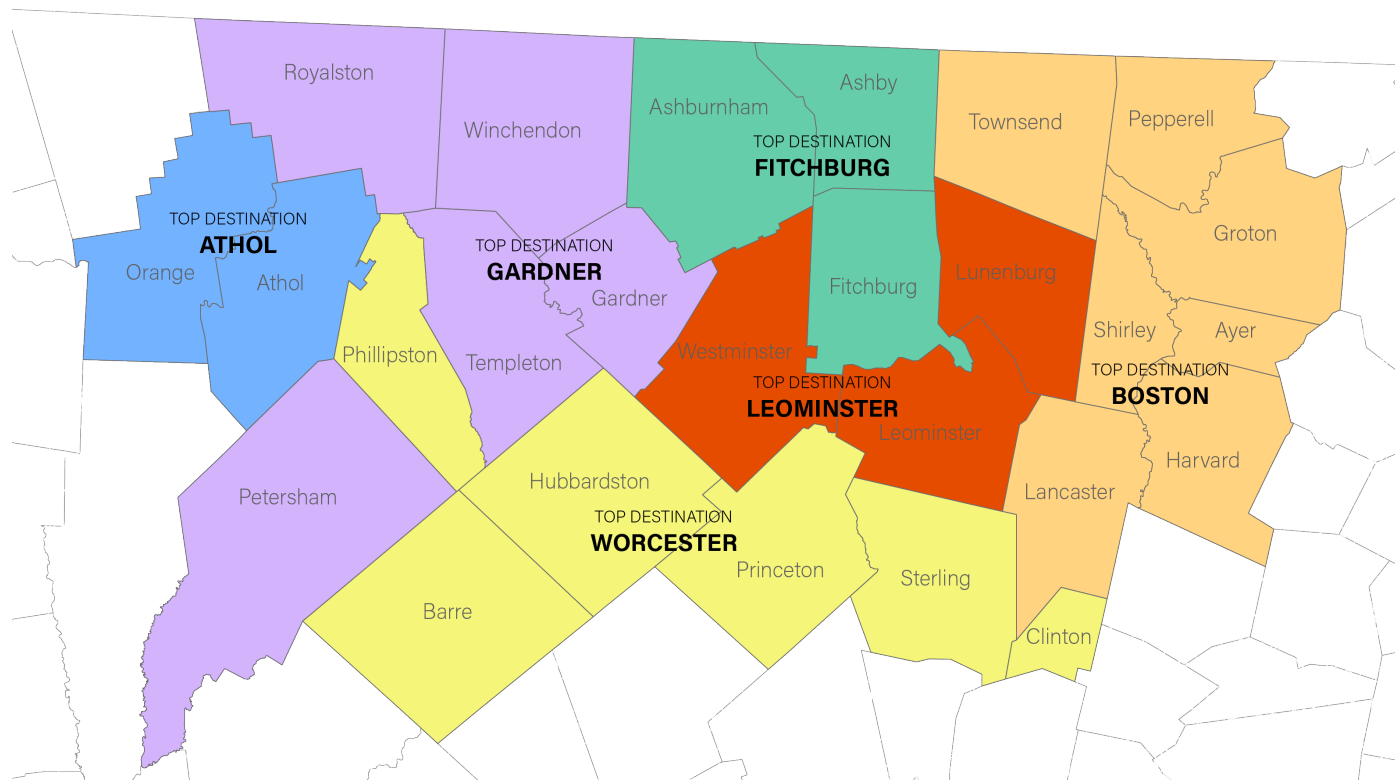 Royalston
Ashby
Ashburnham
Pepperell
Townsend
Winchendon
TOP DESTINATION
FITCHBURG
TOP DESTINATION
ATHOL
Groton
TOP DESTINATION
GARDNER
Orange
Athol
Lunenburg
Fitchburg
Gardner
Shirley
Ayer
Westminster
Phillipston
Templeton
TOP DESTINATION
BOSTON
TOP DESTINATION
LEOMINSTER
Leominster
Harvard
Hubbardston
Lancaster
Petersham
TOP DESTINATION
WORCESTER
Princeton
Sterling
Barre
Clinton